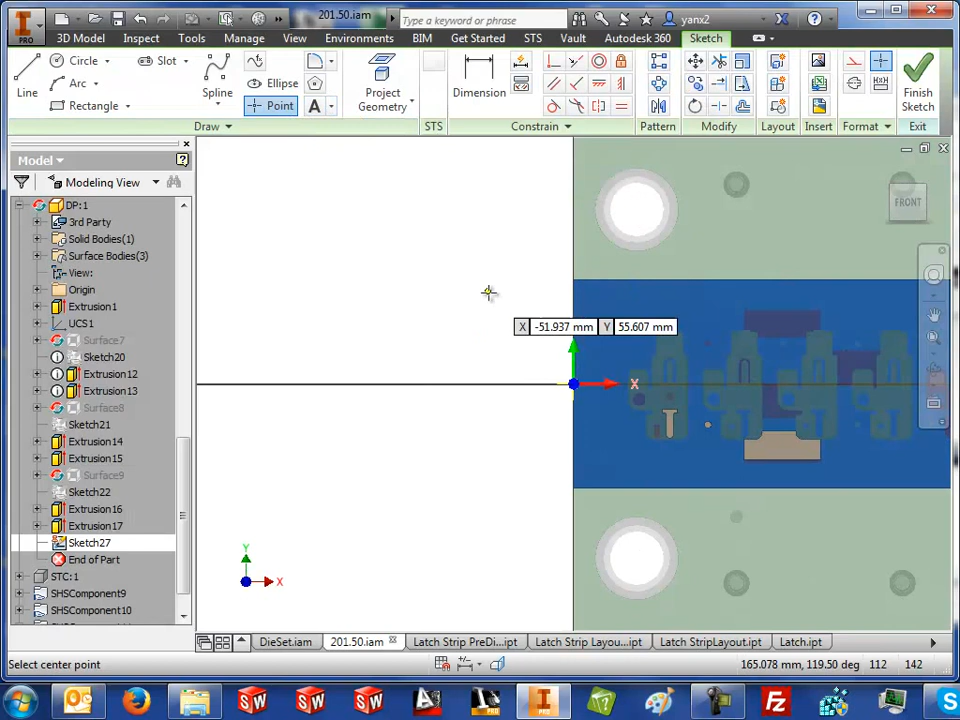 201.50.iam
Type a keyword or phrase
yanx2
PRO
3D Model
Inspect
Tools
Manage
View
Environments
BIM
Get Started
STS
Vault
Autodesk 360
Sketch
Line
Circle
Arc
Rectangle
Slot
Spline
Ellipse
Point
A
Project Geometry
STS
Dimension
Finish Sketch
Draw
Constrain
Pattern
Modify
Layout
Insert
Format
Exit
Model
Modeling View
DP:1
3rd Party
Solid Bodies(1)
Surface Bodies(3)
View:
Origin
Extrusion1
UCS1
Surface7
Sketch20
Extrusion12
Extrusion13
Surface8
Sketch21
Extrusion14
Extrusion15
Surface9
Sketch22
Extrusion16
Extrusion17
Sketch27
End of Part
STC:1
SHSComponent9
SHSComponent10
FRONT
X -51.937 mm Y 55.607 mm
X
Y
X
DieSet.iam
201.50.iam
Latch Strip PreDi...ipt
Latch Strip Layou...ipt
Latch StripLayout.ipt
Latch.ipt
Select center point
165.078 mm, 119.50 deg 112 142